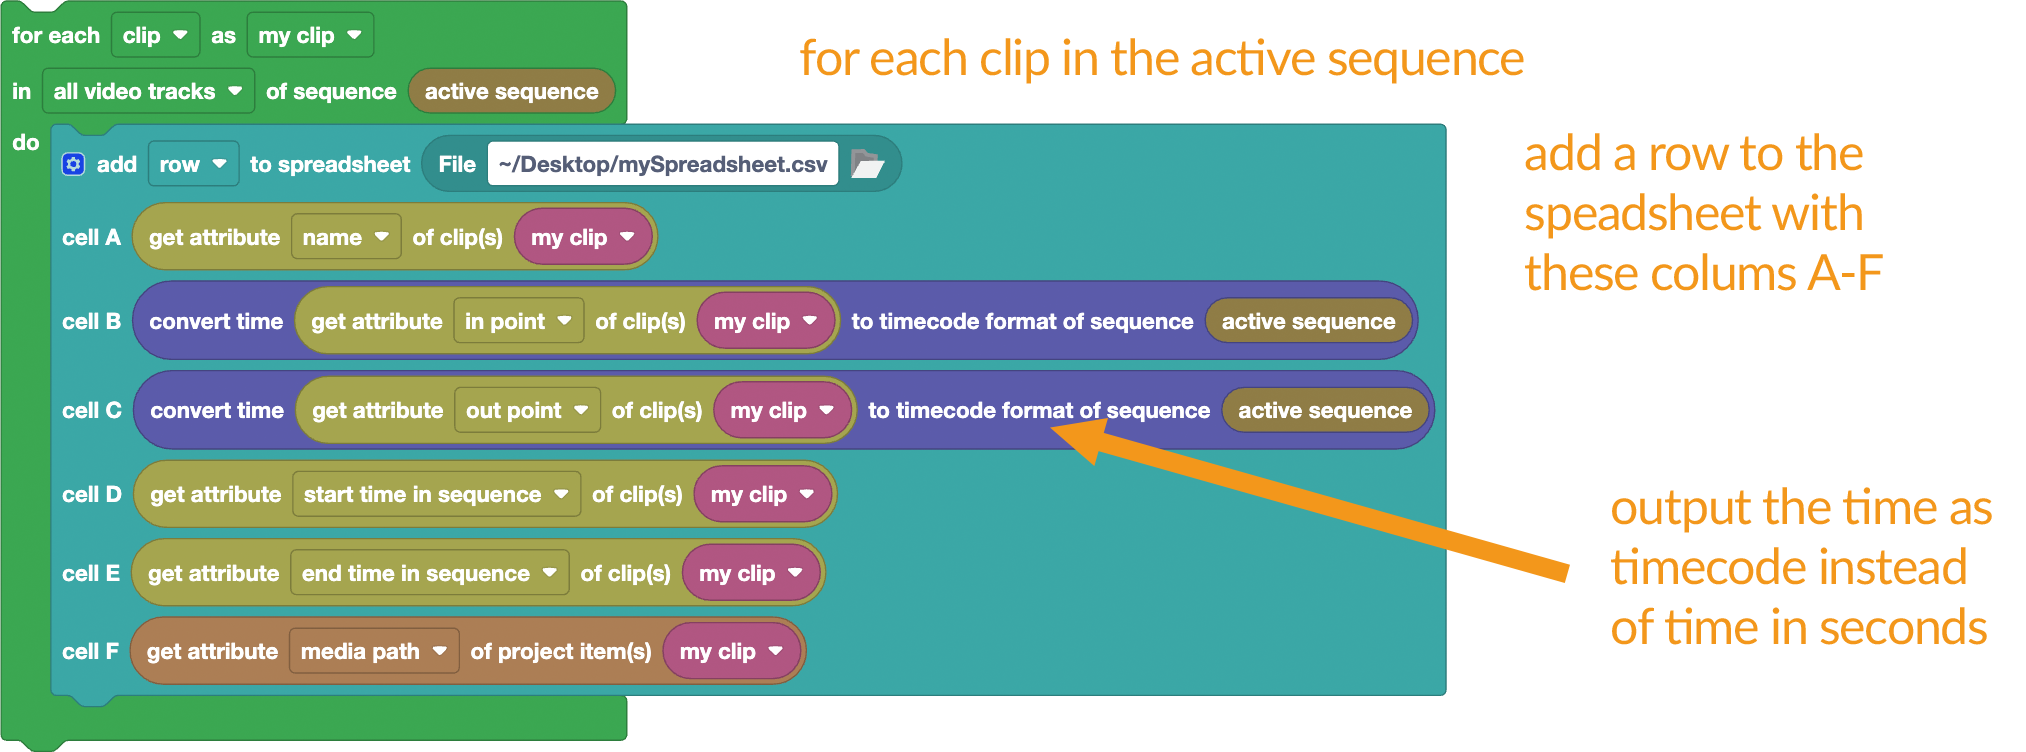 for each clip as my clip
in all video tracks of sequence active sequence
for each clip in the active sequence
do
add row to spreadsheet File ~/Desktop/mySpreadsheet.csv
add a row to the
speadsheet with
these colums A-F
cell A get attribute name of clip(s) my clip
cell B convert time get attribute in point of clip(s) my clip to timecode format of sequence active sequence
cell C convert time get attribute out point of clip(s) my clip to timecode format of sequence active sequence
cell D get attribute start time in sequence of clip(s) my clip
cell E get attribute end time in sequence of clip(s) my clip
cell F get attribute media path of project item(s) my clip
output the time as
timecode instead
of time in seconds